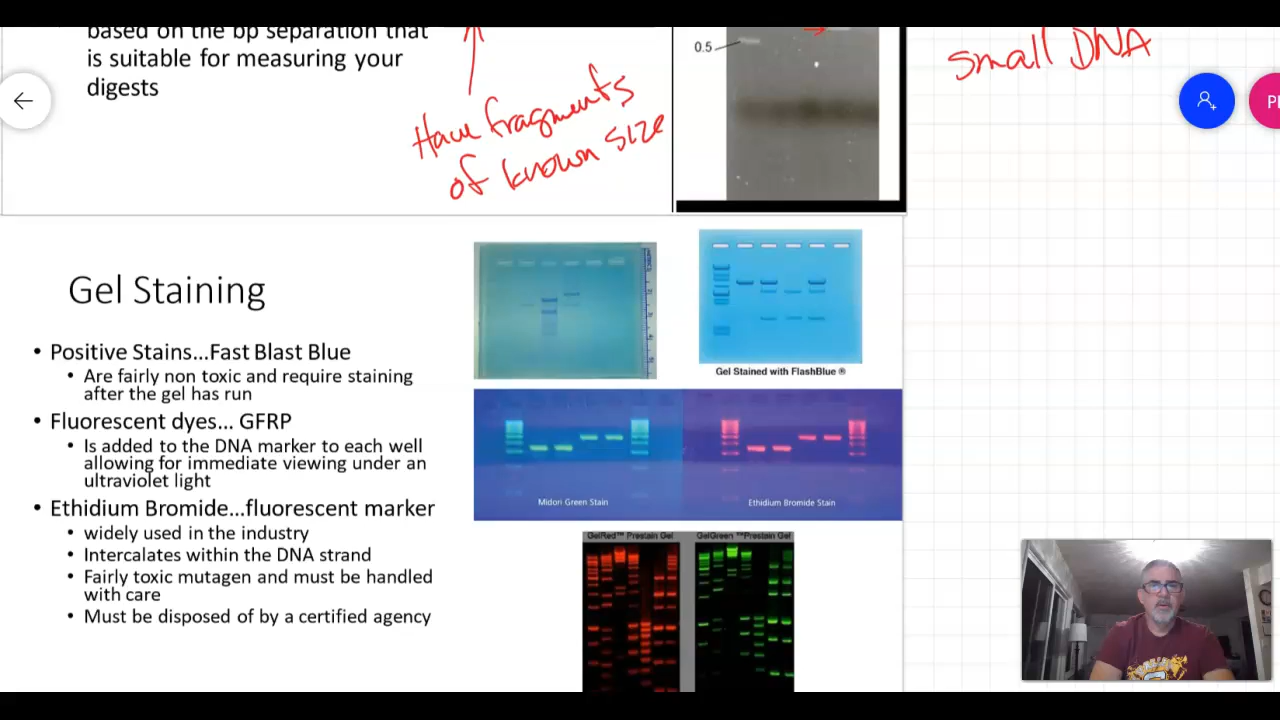 based on the bp separation that
is suitable for measuring your
digests
Have fragments
of known size
0.5
small DNA
Gel Staining
• Positive Stains...Fast Blast Blue
• Are fairly non toxic and require staining
after the gel has run
• Fluorescent dyes... GFRP
• Is added to the DNA marker to each well
allowing for immediate viewing under an
ultraviolet light
• Ethidium Bromide...fluorescent marker
• widely used in the industry
• Intercalates within the DNA strand
• Fairly toxic mutagen and must be handled
with care
• Must be disposed of by a certified agency
Gel Stained with FlashBlue ®
Midori Green Stain
Ethidium Bromide Stain
GelRed™ Prestain Gel
GelGreen ™Prestain Gel